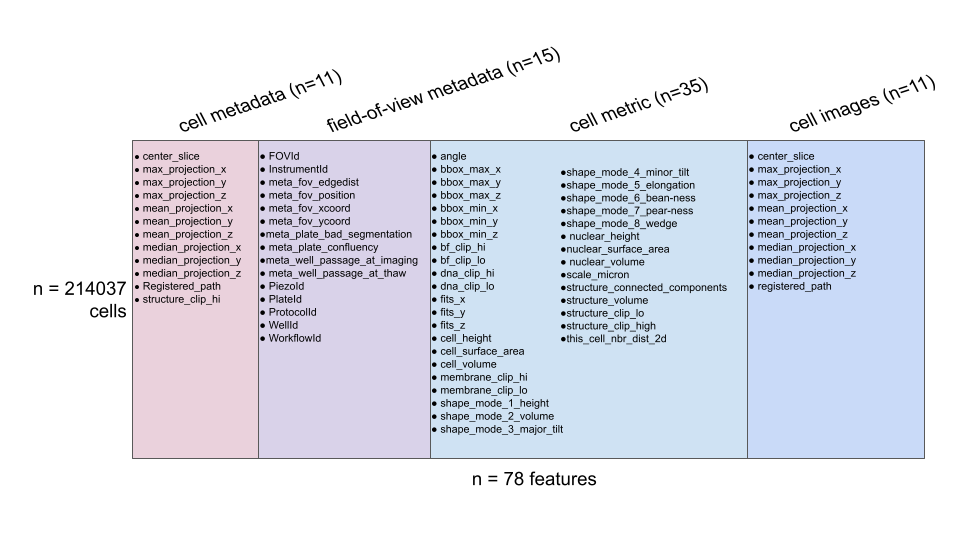 cell metadata (n=11)
field-of-view metadata (n=15)
cell metric (n=35)
cell images (n=11)
● center_slice
● max_projection_x
● max_projection_y
● max_projection_z
● mean_projection_x
● mean_projection_y
● mean_projection_z
● median_projection_x
● median_projection_y
● median_projection_z
● Registered_path
● structure_clip_hi
● FOVId
● InstrumentId
● meta_fov_edgedist
● meta_fov_position
● meta_fov_xcoord
● meta_fov_ycoord
●meta_plate_bad_segmentation
● meta_plate_confluency
●meta_well_passage_at_imaging
● meta_well_passage_at_thaw
● PiezoId
● PlateId
● ProtocolId
● WellId
● WorkflowId
● angle
● bbox_max_x
● bbox_max_y
● bbox_max_z
● bbox_min_x
● bbox_min_y
● bbox_min_z
● bf_clip_hi
● bf_clip_lo
● dna_clip_hi
● dna_clip_lo
● fits_x
● fits_y
● fits_z
● cell_height
● cell_surface_area
● cell_volume
● membrane_clip_hi
● membrane_clip_lo
● shape_mode_1_height
● shape_mode_2_volume
● shape_mode_3_major_tilt
●shape_mode_4_minor_tilt
●shape_mode_5_elongation
●shape_mode_6_bean-ness
●shape_mode_7_pear-ness
●shape_mode_8_wedge
● nuclear_height
●nuclear_surface_area
● nuclear_volume
●scale_micron
●structure_connected_components
●structure_volume
●structure_clip_lo
●structure_clip_high
●this_cell_nbr_dist_2d
● center_slice
● max_projection_x
● max_projection_y
● max_projection_z
● mean_projection_x
● mean_projection_y
● mean_projection_z
● median_projection_x
● median_projection_y
● median_projection_z
● registered_path
n = 214037
cells
n = 78 features